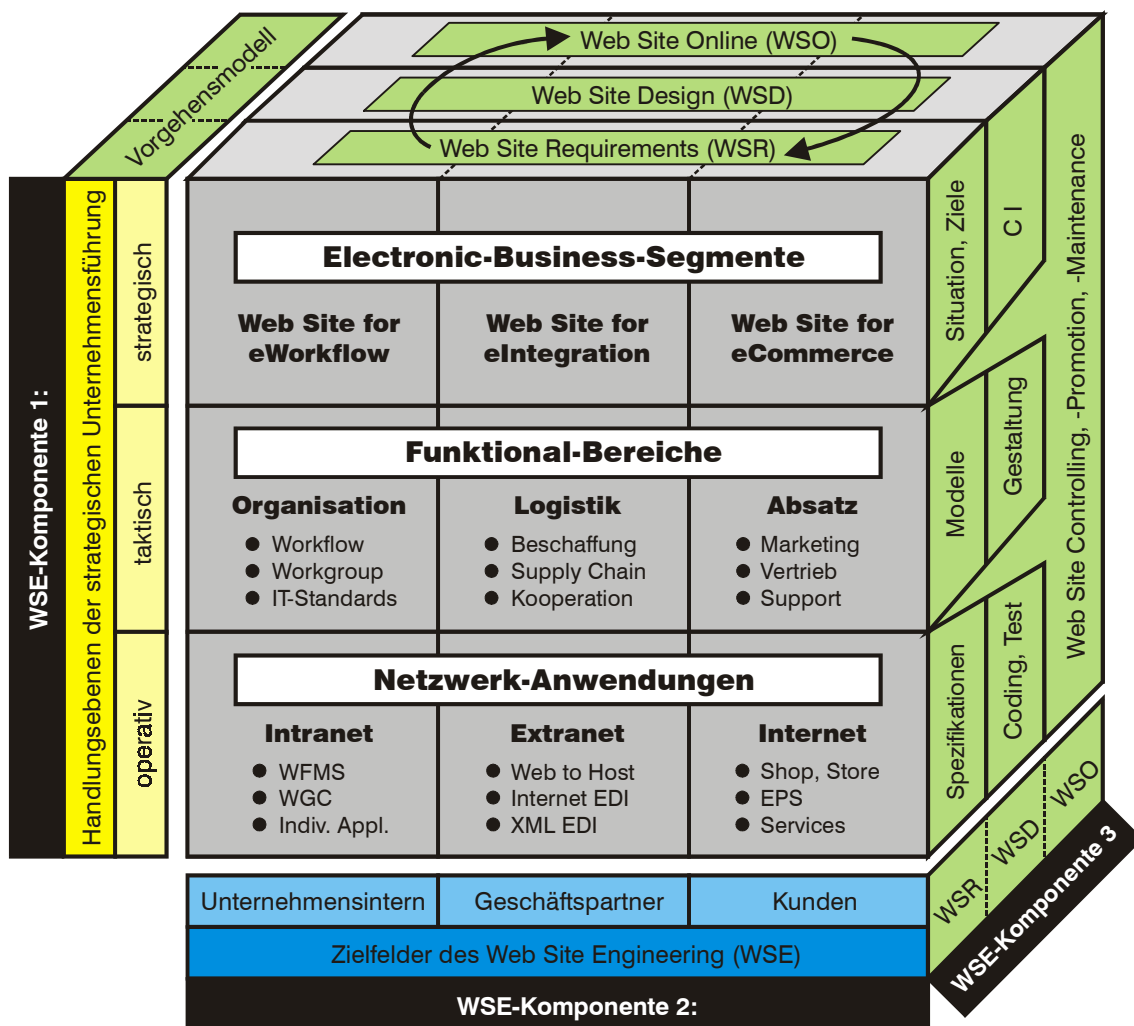 Vorgehensmodell
Web Site Online (WSO)
Web Site Design (WSD)
Web Site Requirements (WSR)
WSE-Komponente 1:
Handlungsebenen der strategischen Unternehmensführung
strategisch
taktisch
operativ
Electronic-Business-Segmente
Web Site for
eWorkflow
Web Site for
eIntegration
Web Site for
eCommerce
Funktional-Bereiche
Organisation
● Workflow
● Workgroup
● IT-Standards
Logistik
● Beschaffung
● Supply Chain
● Kooperation
Absatz
● Marketing
● Vertrieb
● Support
Netzwerk-Anwendungen
Intranet
● WFMS
● WGC
● Indiv. Appl.
Extranet
● Web to Host
● Internet EDI
● XML EDI
Internet
● Shop, Store
● EPS
● Services
Situation, Ziele
C I
Modelle
Gestaltung
Spezifikationen
Coding, Test
Web Site Controlling, -Promotion, -Maintenance
WSR
WSD
WSO
WSE-Komponente 3
Unternehmensintern
Geschäftspartner
Kunden
Zielfelder des Web Site Engineering (WSE)
WSE-Komponente 2: